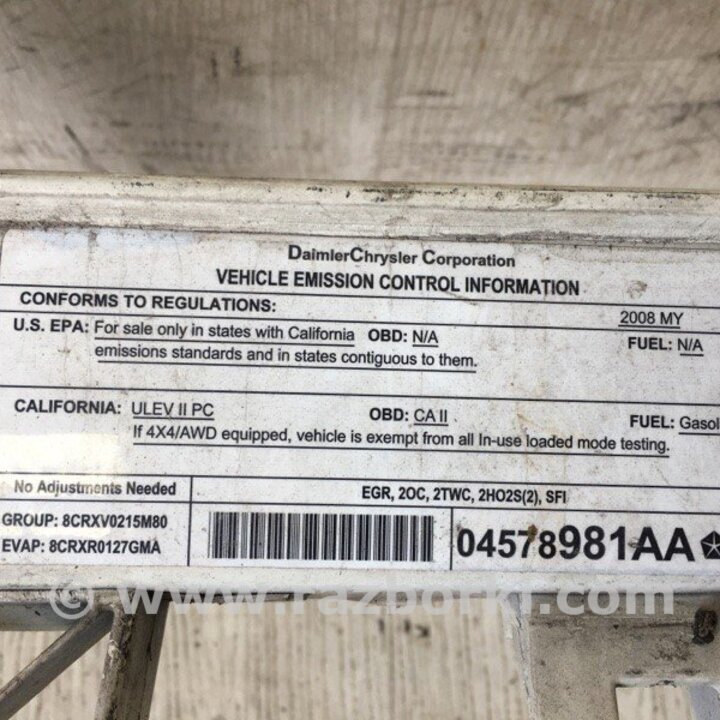 DaimlerChrysler Corporation
VEHICLE EMISSION CONTROL INFORMATION
CONFORMS TO REGULATIONS: 2008 MY
U.S. EPA: For sale only in states with California OBD: N/A FUEL: N/A
emissions standards and in states contiguous to them.
CALIFORNIA: ULEV II PC OBD: CA II FUEL: Gasol
If 4X4/AWD equipped, vehicle is exempt from all In-use loaded mode testing.
No Adjustments Needed EGR, 2OC, 2TWC, 2HO2S(2), SFI
GROUP: 8CRXV0215M80
EVAP: 8CRXR0127GMA
04578981AA
© www.razborki.com